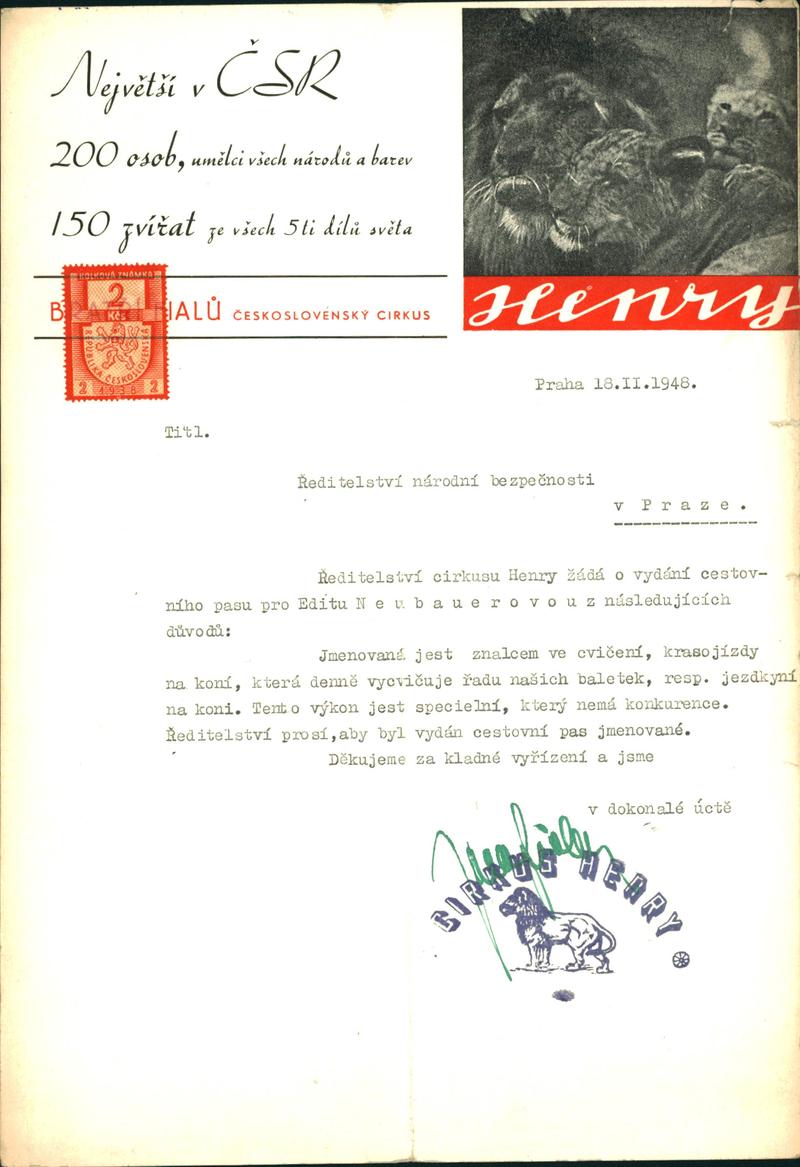 Největší v ČSR
200 osob, umělci všech národů a barev
150 zvířat ze všech 5ti dílů světa
IALŮ ČESKOSLOVENSKÝ CIRKUS
Henry
KOLKOVÁ ZNÁMKA
2
Kčs
REPUBLIKA ČESKOSLOVENSKÁ
2 1938 2
Praha 18.II.1948.
Titl.
Ředitelství národní bezpečnosti
v P r a z e .
Ředitelství cirkusu Henry žádá o vydání cestov-
ního pasu pro Editu N e u b a u e r o v o u z následujících
důvodů:
Jmenovaná jest znalcem ve cvičení, krasojízdy
na koní, která denně vycvičuje řadu našich baletek, resp. jezdkyní
na koni. Tento výkon jest specielní, který nemá konkurence.
Ředitelství prosí,aby byl vydán cestovní pas jmenované.
Děkujeme za kladné vyřízení a jsme
v dokonalé úctě
CIRKUS HENRY